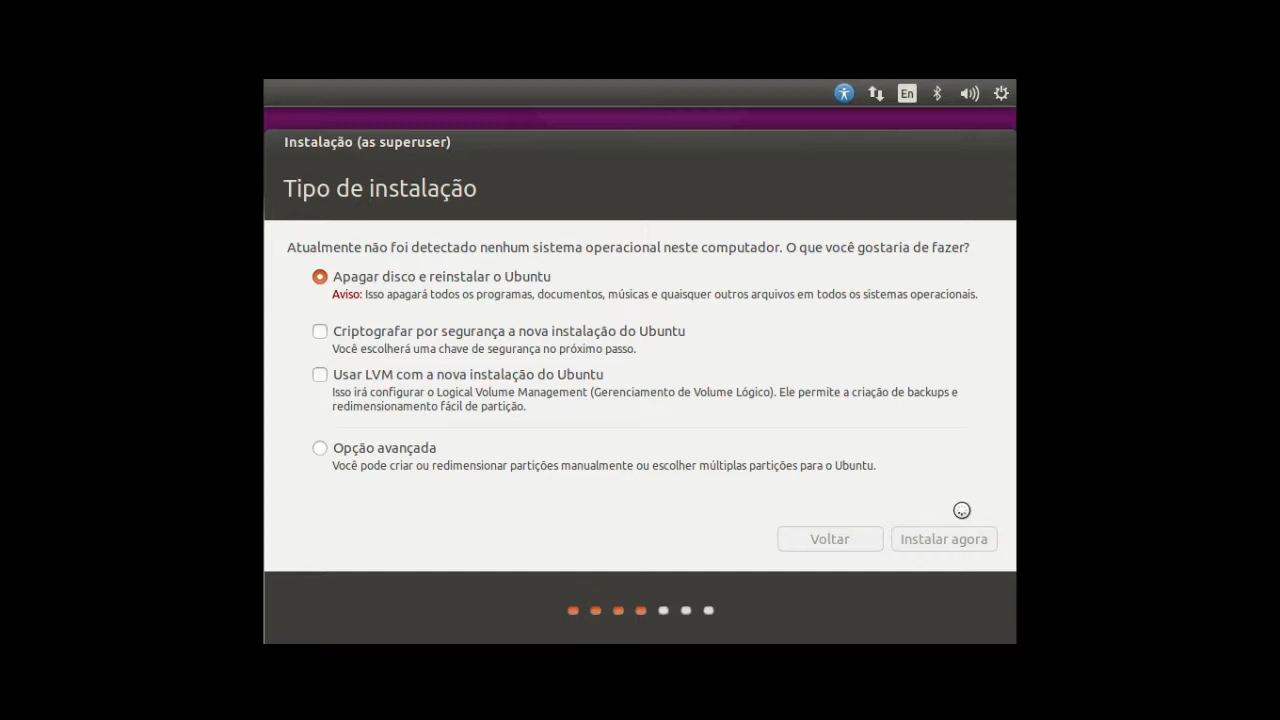 En
Instalação (as superuser)
Tipo de instalação
Atualmente não foi detectado nenhum sistema operacional neste computador. O que você gostaria de fazer?
Apagar disco e reinstalar o Ubuntu
Aviso: Isso apagará todos os programas, documentos, músicas e quaisquer outros arquivos em todos os sistemas operacionais.
Criptografar por segurança a nova instalação do Ubuntu
Você escolherá uma chave de segurança no próximo passo.
Usar LVM com a nova instalação do Ubuntu
Isso irá configurar o Logical Volume Management (Gerenciamento de Volume Lógico). Ele permite a criação de backups e
redimensionamento fácil de partição.
Opção avançada
Você pode criar ou redimensionar partições manualmente ou escolher múltiplas partições para o Ubuntu.
Voltar
Instalar agora